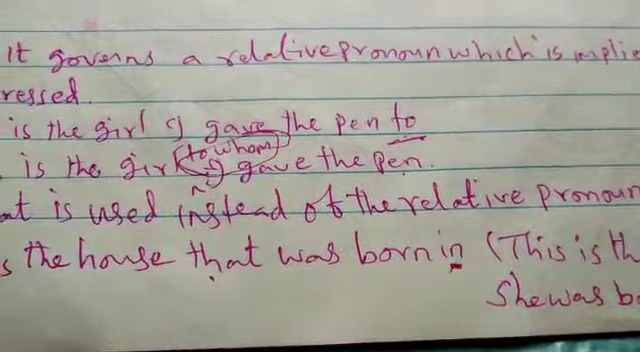 It governs a relative pronoun which is implie
ressed.
is the girl I gave the pen to
is the girl (to whom) I gave the pen.
at is used instead of the relative pronoun
s the house that was born in (This is th
She was b